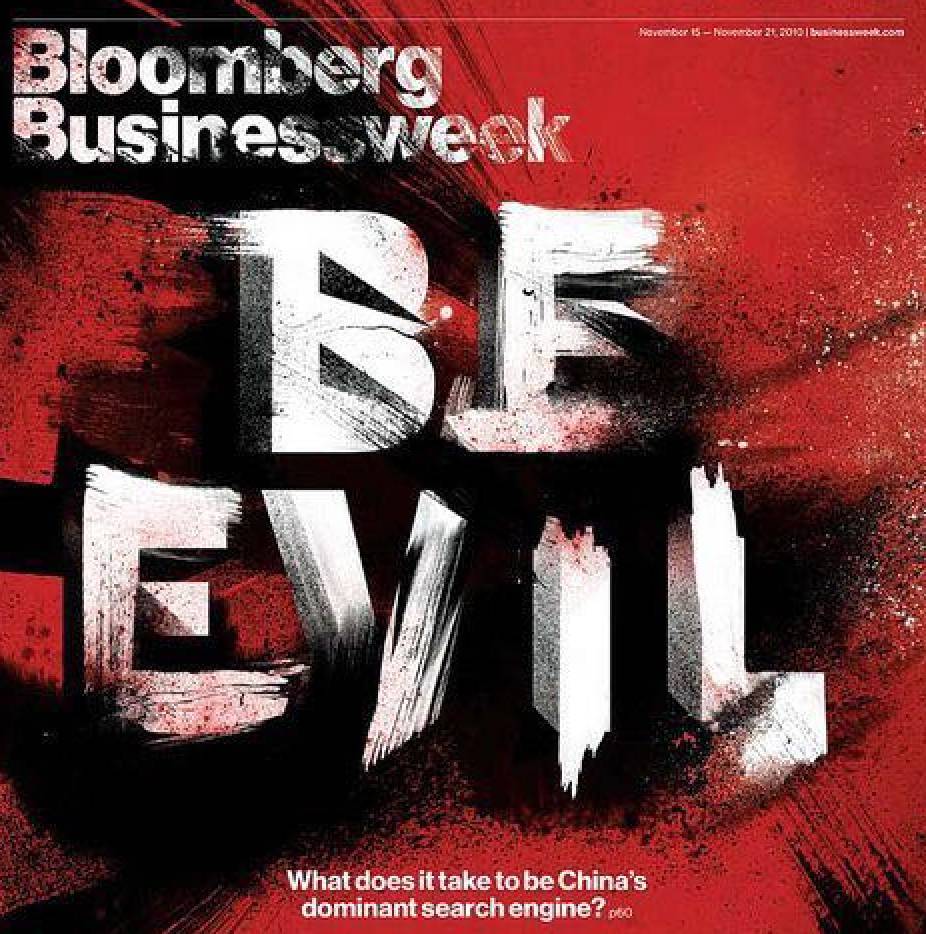 November 15 — November 21, 2010 | businessweek.com
Bloomberg
Businessweek
BE
EVIL
What does it take to be China's
dominant search engine? p60